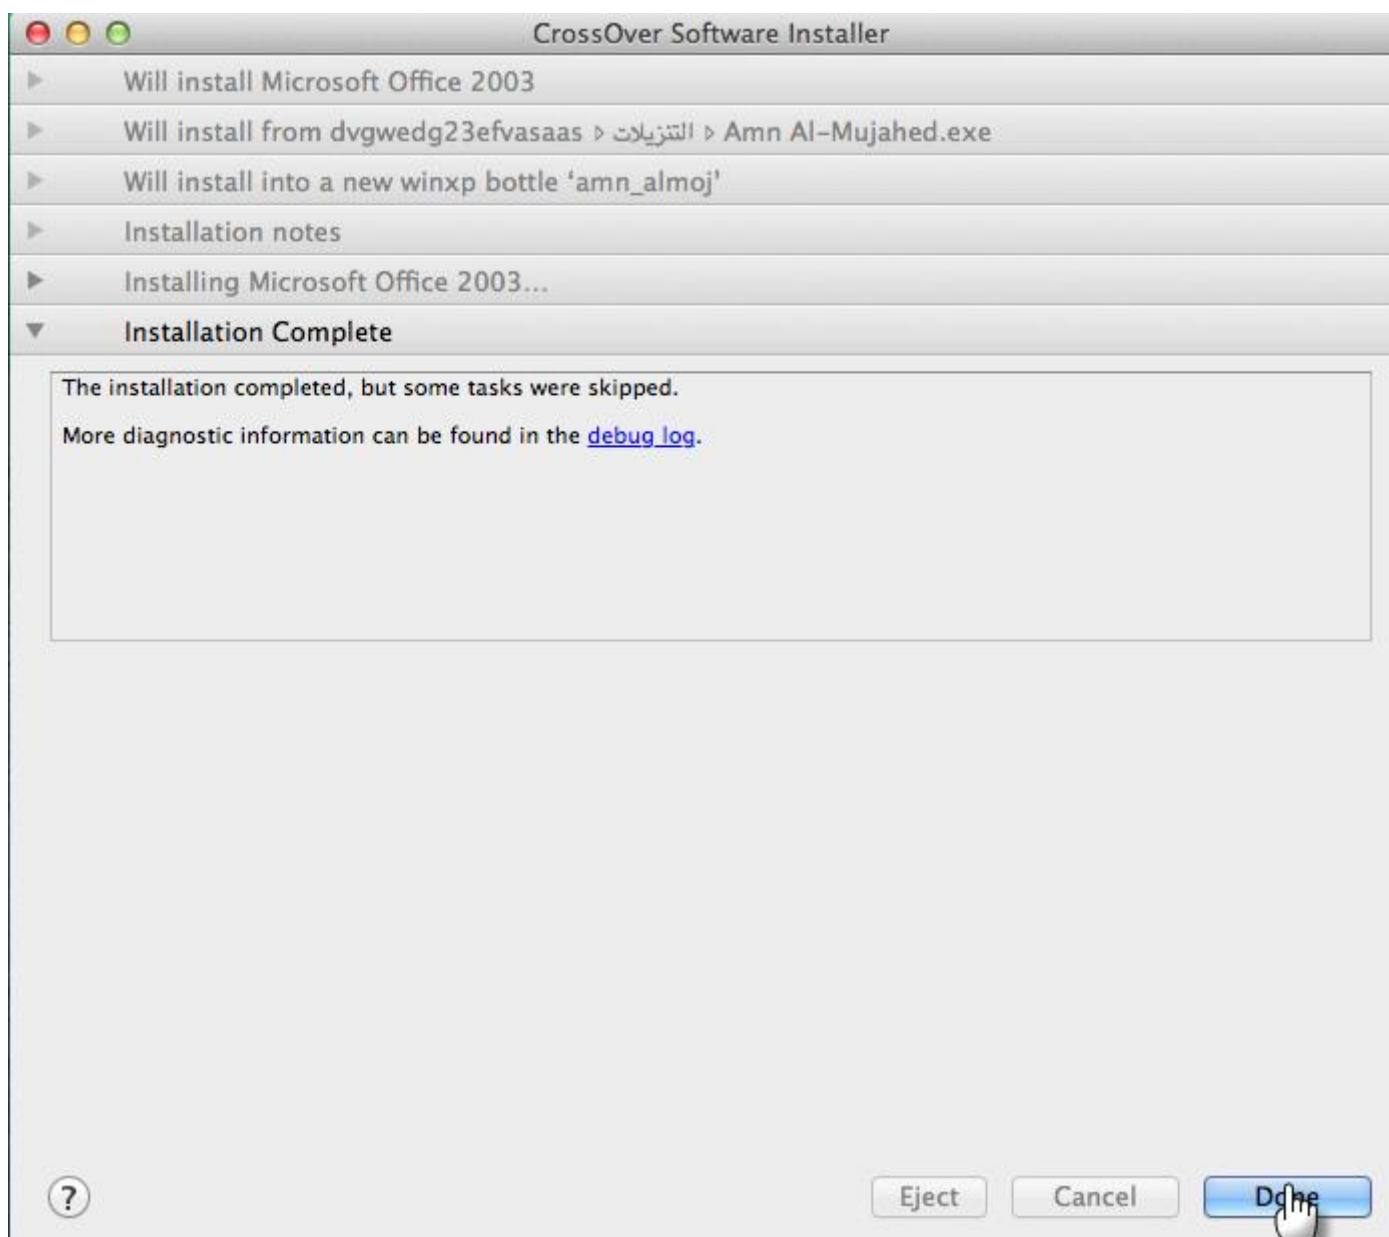 CrossOver Software Installer
Will install Microsoft Office 2003
Will install from dvgwedg23efvasaas ▹ التنزيلات ▹ Amn Al-Mujahed.exe
Will install into a new winxp bottle ‘amn_almoj’
Installation notes
Installing Microsoft Office 2003...
Installation Complete
The installation completed, but some tasks were skipped.
More diagnostic information can be found in the debug log.
? Eject Cancel Done